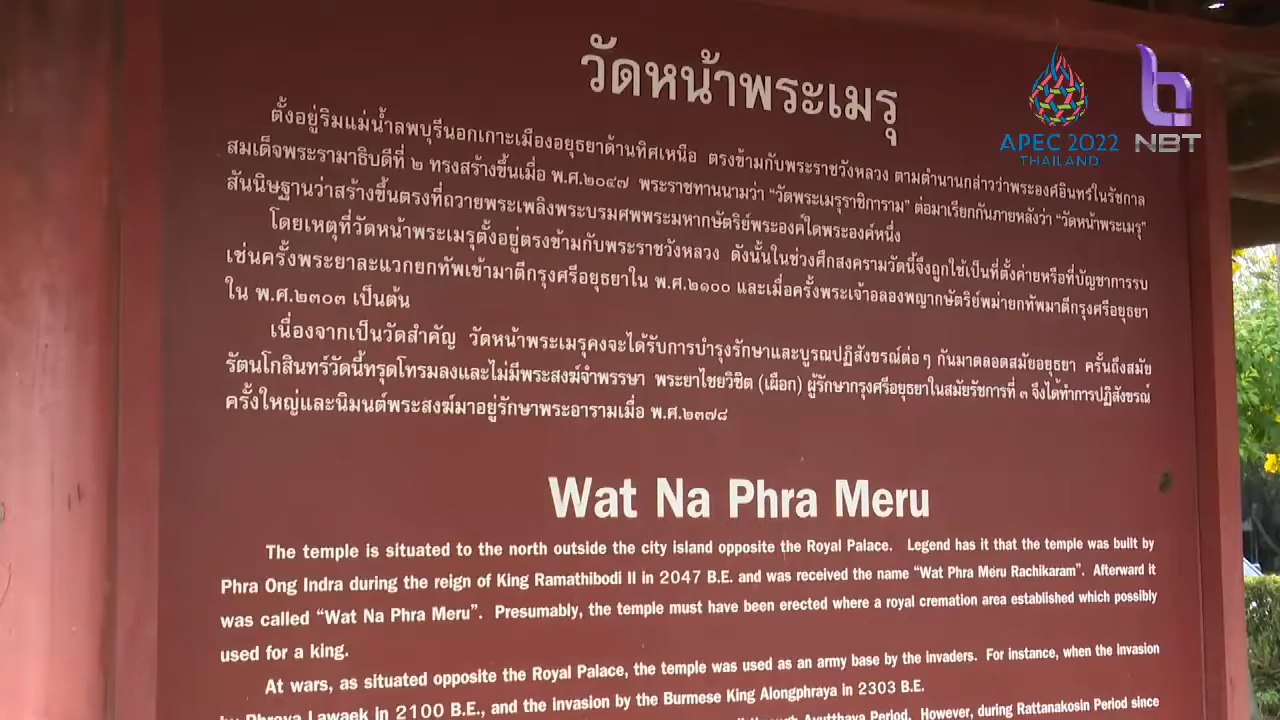 วัดหน้าพระเมรุ
APEC 2022
THAILAND
NBT
ตั้งอยู่ริมแม่น้ำลพบุรีนอกเกาะเมืองอยุธยาด้านทิศเหนือ ตรงข้ามกับพระราชวังหลวง ตามตำนานกล่าวว่าพระองค์อินทร์ในรัชกาล
สมเด็จพระรามาธิบดีที่ ๒ ทรงสร้างขึ้นเมื่อ พ.ศ.๒๐๔๗ พระราชทานนามว่า “วัดพระเมรุราชิการาม” ต่อมาเรียกกันภายหลังว่า “วัดหน้าพระเมรุ”
สันนิษฐานว่าสร้างขึ้นตรงที่ถวายพระเพลิงพระบรมศพพระมหากษัตริย์พระองค์ใดพระองค์หนึ่ง
โดยเหตุที่วัดหน้าพระเมรุตั้งอยู่ตรงข้ามกับพระราชวังหลวง ดังนั้นในช่วงศึกสงครามวัดนี้จึงถูกใช้เป็นที่ตั้งค่ายหรือที่บัญชาการรบ
เช่นครั้งพระยาละแวกยกทัพเข้ามาตีกรุงศรีอยุธยาใน พ.ศ.๒๑๐๐ และเมื่อครั้งพระเจ้าอลองพญากษัตริย์พม่ายกทัพมาตีกรุงศรีอยุธยา
ใน พ.ศ.๒๓๐๓ เป็นต้น
เนื่องจากเป็นวัดสำคัญ วัดหน้าพระเมรุคงจะได้รับการบำรุงรักษาและบูรณปฏิสังขรณ์ต่อๆ กันมาตลอดสมัยอยุธยา ครั้นถึงสมัย
รัตนโกสินทร์วัดนี้ทรุดโทรมลงและไม่มีพระสงฆ์จำพรรษา พระยาไชยวิชิต (เผือก) ผู้รักษากรุงศรีอยุธยาในสมัยรัชการที่ ๓ จึงได้ทำการปฏิสังขรณ์
ครั้งใหญ่และนิมนต์พระสงฆ์มาอยู่รักษาพระอารามเมื่อ พ.ศ.๒๓๗๘
Wat Na Phra Meru
The temple is situated to the north outside the city island opposite the Royal Palace. Legend has it that the temple was built by
Phra Ong Indra during the reign of King Ramathibodi II in 2047 B.E. and was received the name “Wat Phra Meru Rachikaram”. Afterward it
was called “Wat Na Phra Meru”. Presumably, the temple must have been erected where a royal cremation area established which possibly
used for a king.
At wars, as situated opposite the Royal Palace, the temple was used as an army base by the invaders. For instance, when the invasion
by Phraya Lawaek in 2100 B.E., and the invasion by the Burmese King Alongphraya in 2303 B.E.
Ayutthaya Period. However, during Rattanakosin Period since